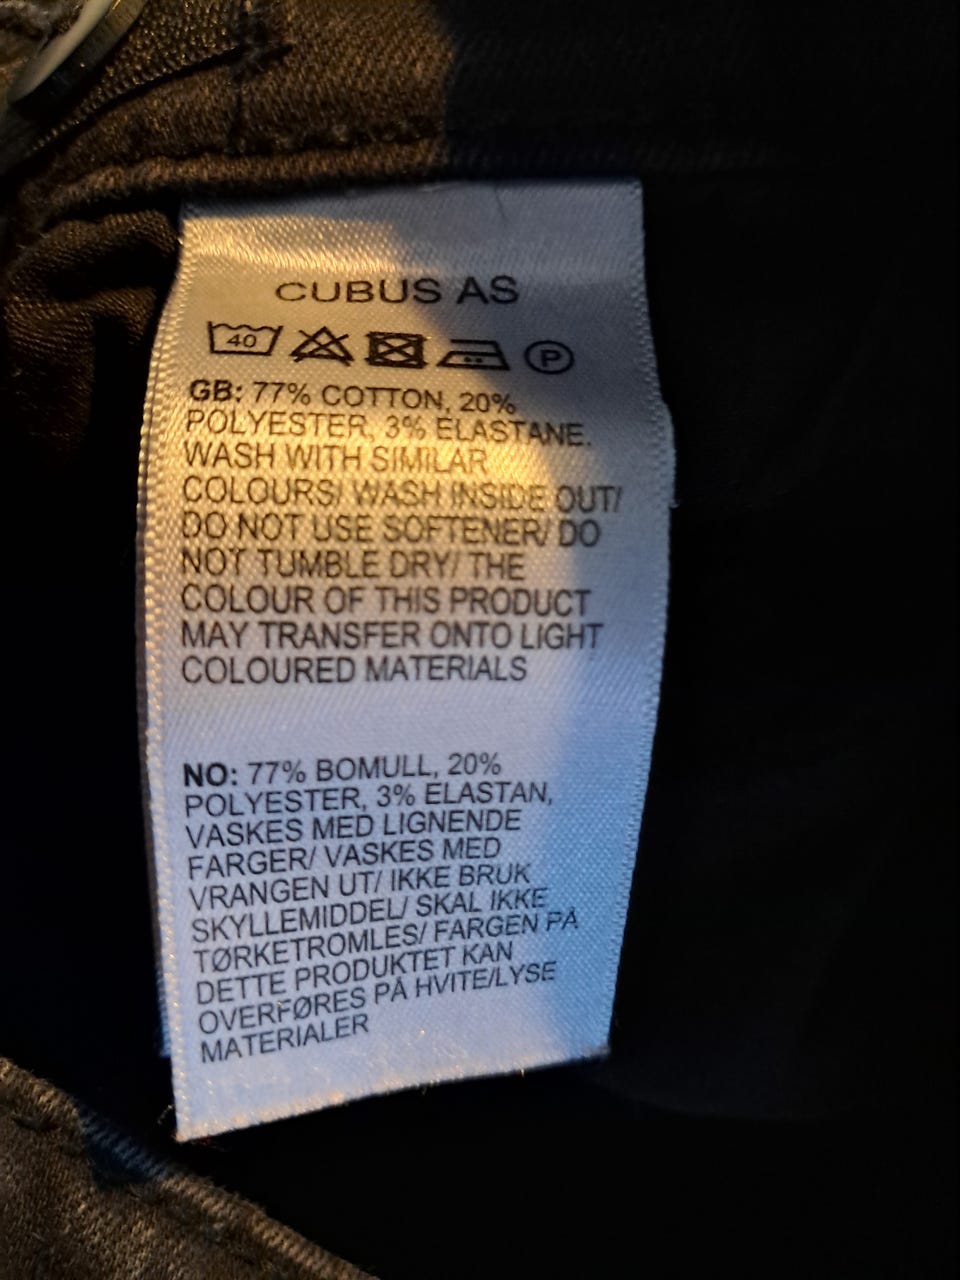 CUBUS AS
40 P
GB: 77% COTTON, 20%
POLYESTER, 3% ELASTANE.
WASH WITH SIMILAR
COLOURS/ WASH INSIDE OUT/
DO NOT USE SOFTENER/ DO
NOT TUMBLE DRY/ THE
COLOUR OF THIS PRODUCT
MAY TRANSFER ONTO LIGHT
COLOURED MATERIALS
NO: 77% BOMULL, 20%
POLYESTER, 3% ELASTAN,
VASKES MED LIGNENDE
FARGER/ VASKES MED
VRANGEN UT/ IKKE BRUK
SKYLLEMIDDEL/ SKAL IKKE
TØRKETROMLES/ FARGEN PÅ
DETTE PRODUKTET KAN
OVERFØRES PÅ HVITE/LYSE
MATERIALER